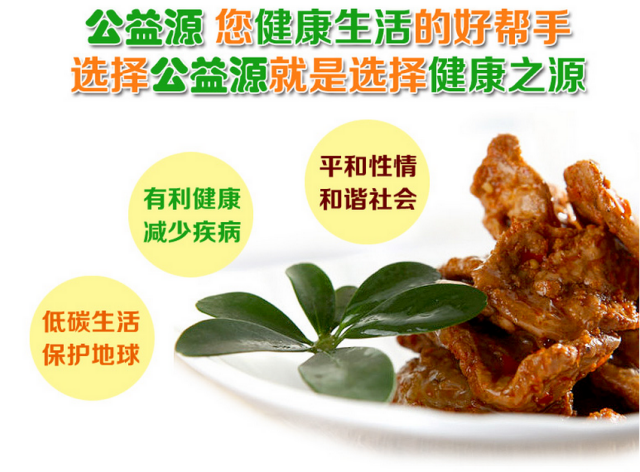 公益源 您健康生活的好帮手
选择公益源就是选择健康之源
平和性情
和谐社会
有利健康
减少疾病
低碳生活
保护地球